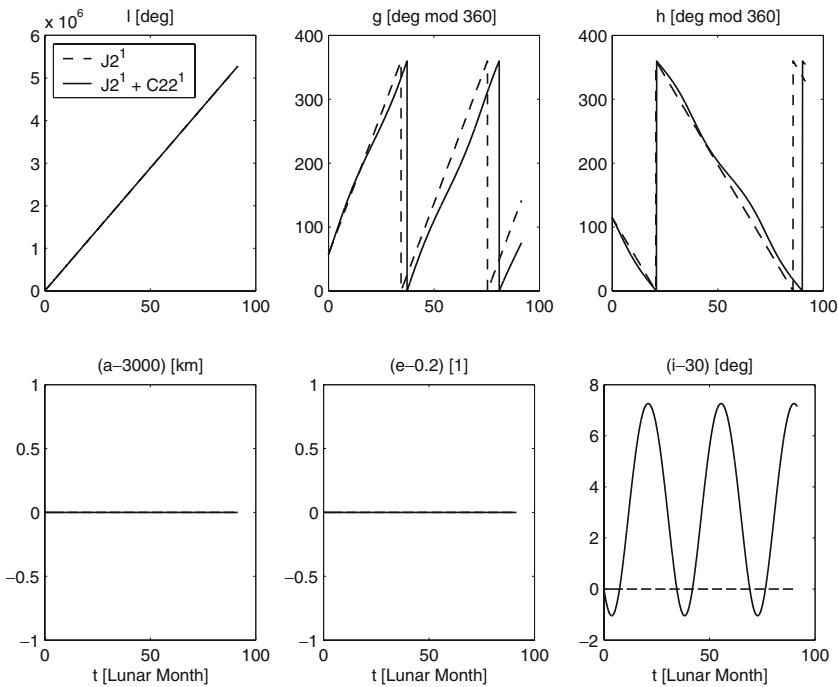 l [deg]
x 10^6
6
5
4
3
2
1
0
0 50 100
J2^1
J2^1 + C22^1
g [deg mod 360]
400
300
200
100
0
0 50 100
h [deg mod 360]
400
300
200
100
0
0 50 100
(a−3000) [km]
1
0.5
0
−0.5
−1
0 50 100
t [Lunar Month]
(e−0.2) [1]
1
0.5
0
−0.5
−1
0 50 100
t [Lunar Month]
(i−30) [deg]
8
6
4
2
0
−2
0 50 100
t [Lunar Month]